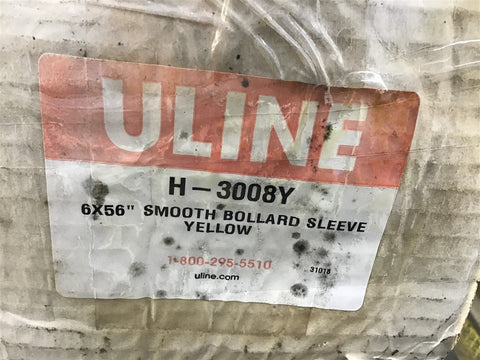 ULINE
H-3008Y
6X56" SMOOTH BOLLARD SLEEVE
YELLOW
1-800-295-5510
uline.com
31018